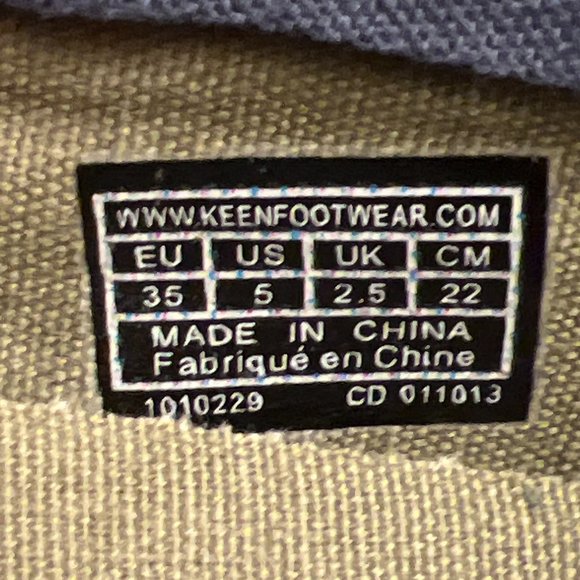 WWW.KEENFOOTWEAR.COM
EU US UK CM
35 5 2.5 22
MADE IN CHINA
Fabriqué en Chine
1010229 CD 011013